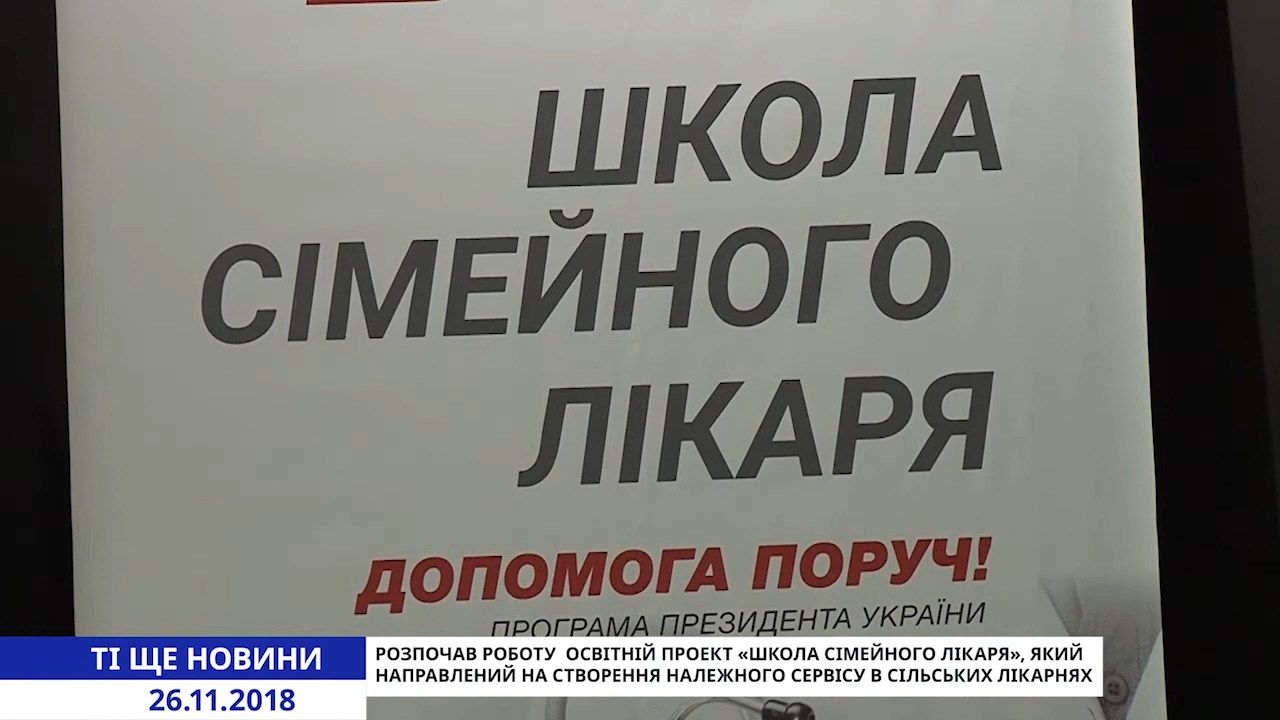 ШКОЛА
СІМЕЙНОГО
ЛІКАРЯ
ДОПОМОГА ПОРУЧ!
ПРОГРАМА ПРЕЗИДЕНТА УКРАЇНИ
ТІ ЩЕ НОВИНИ
26.11.2018
РОЗПОЧАВ РОБОТУ ОСВІТНІЙ ПРОЕКТ «ШКОЛА СІМЕЙНОГО ЛІКАРЯ», ЯКИЙ
НАПРАВЛЕНИЙ НА СТВОРЕННЯ НАЛЕЖНОГО СЕРВІСУ В СІЛЬСЬКИХ ЛІКАРНЯХ